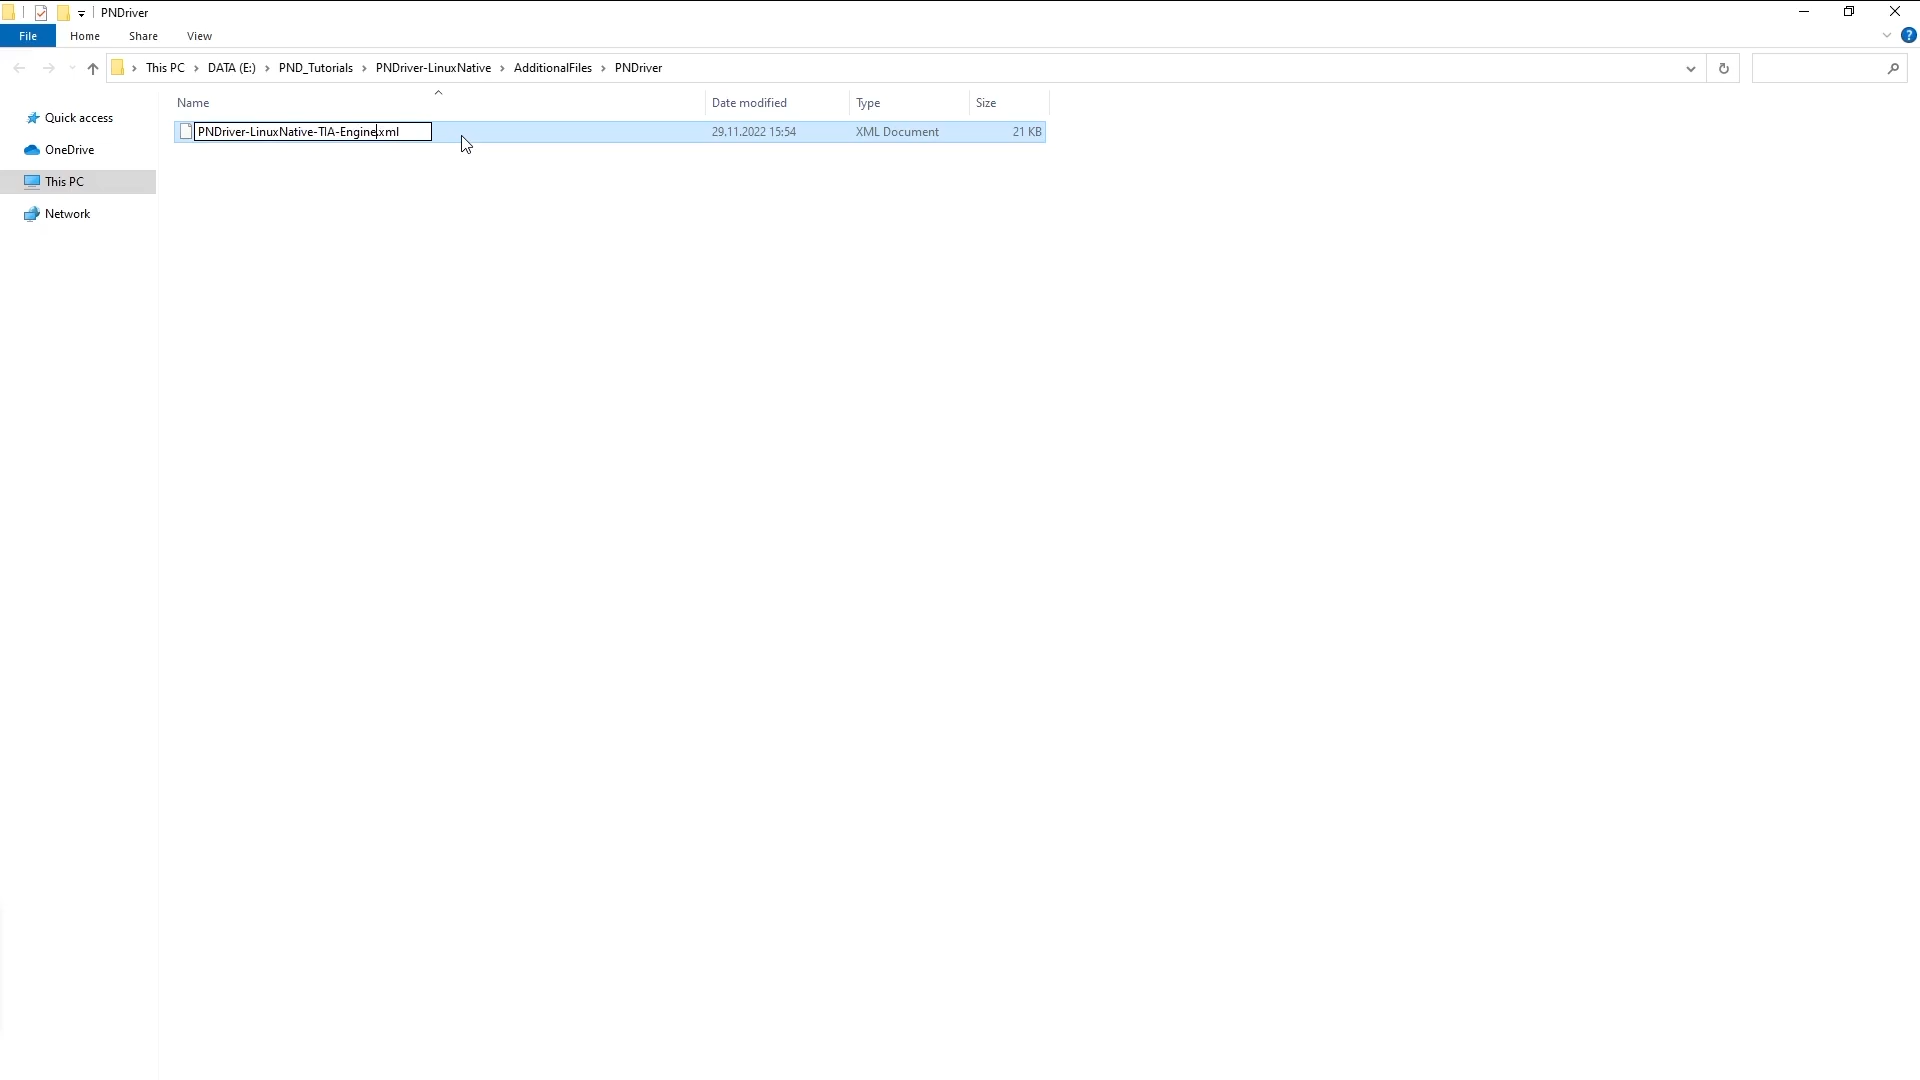 PNDriver
File Home Share View
This PC DATA (E:) PND_Tutorials PNDriver-LinuxNative AdditionalFiles PNDriver
Name Date modified Type Size
PNDriver-LinuxNative-TIA-Engine.xml 29.11.2022 15:54 XML Document 21 KB
Quick access
OneDrive
This PC
Network